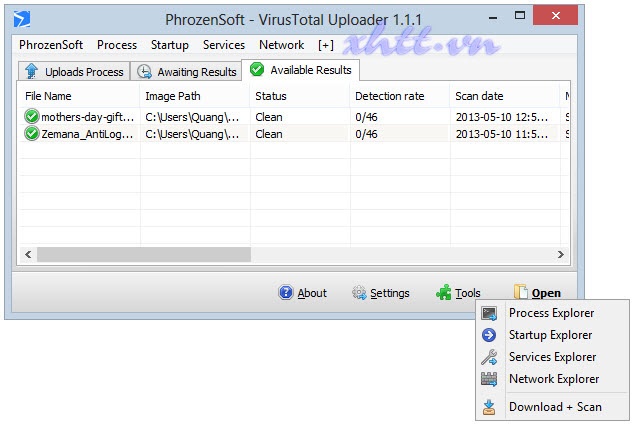 PhrozenSoft - VirusTotal Uploader 1.1.1
PhrozenSoft Process Startup Services Network [+]
xhtt.vn
Uploads Process Awaiting Results Available Results
File Name Image Path Status Detection rate Scan date
mothers-day-gift... C:\Users\Quang\... Clean 0/46 2013-05-10 12:5...
Zemana_AntiLog... C:\Users\Quang\... Clean 0/46 2013-05-10 11:5...
About Settings Tools Open
Process Explorer
Startup Explorer
Services Explorer
Network Explorer
Download + Scan